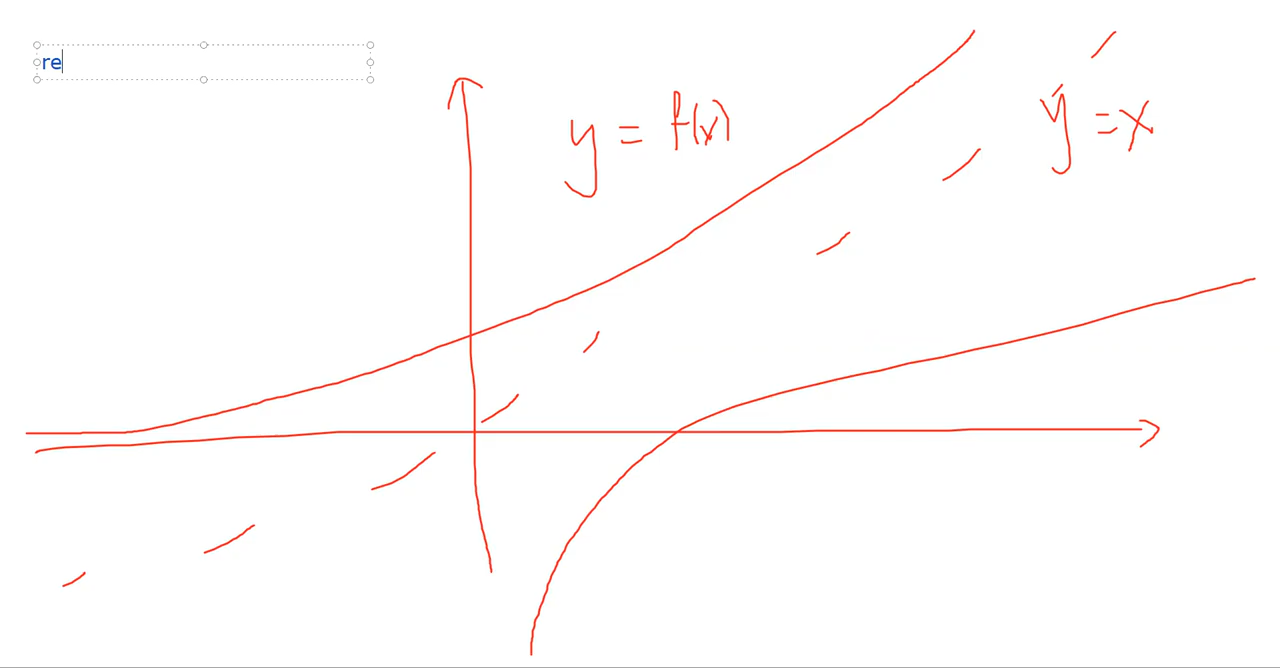 re
y = f(x)
y = x